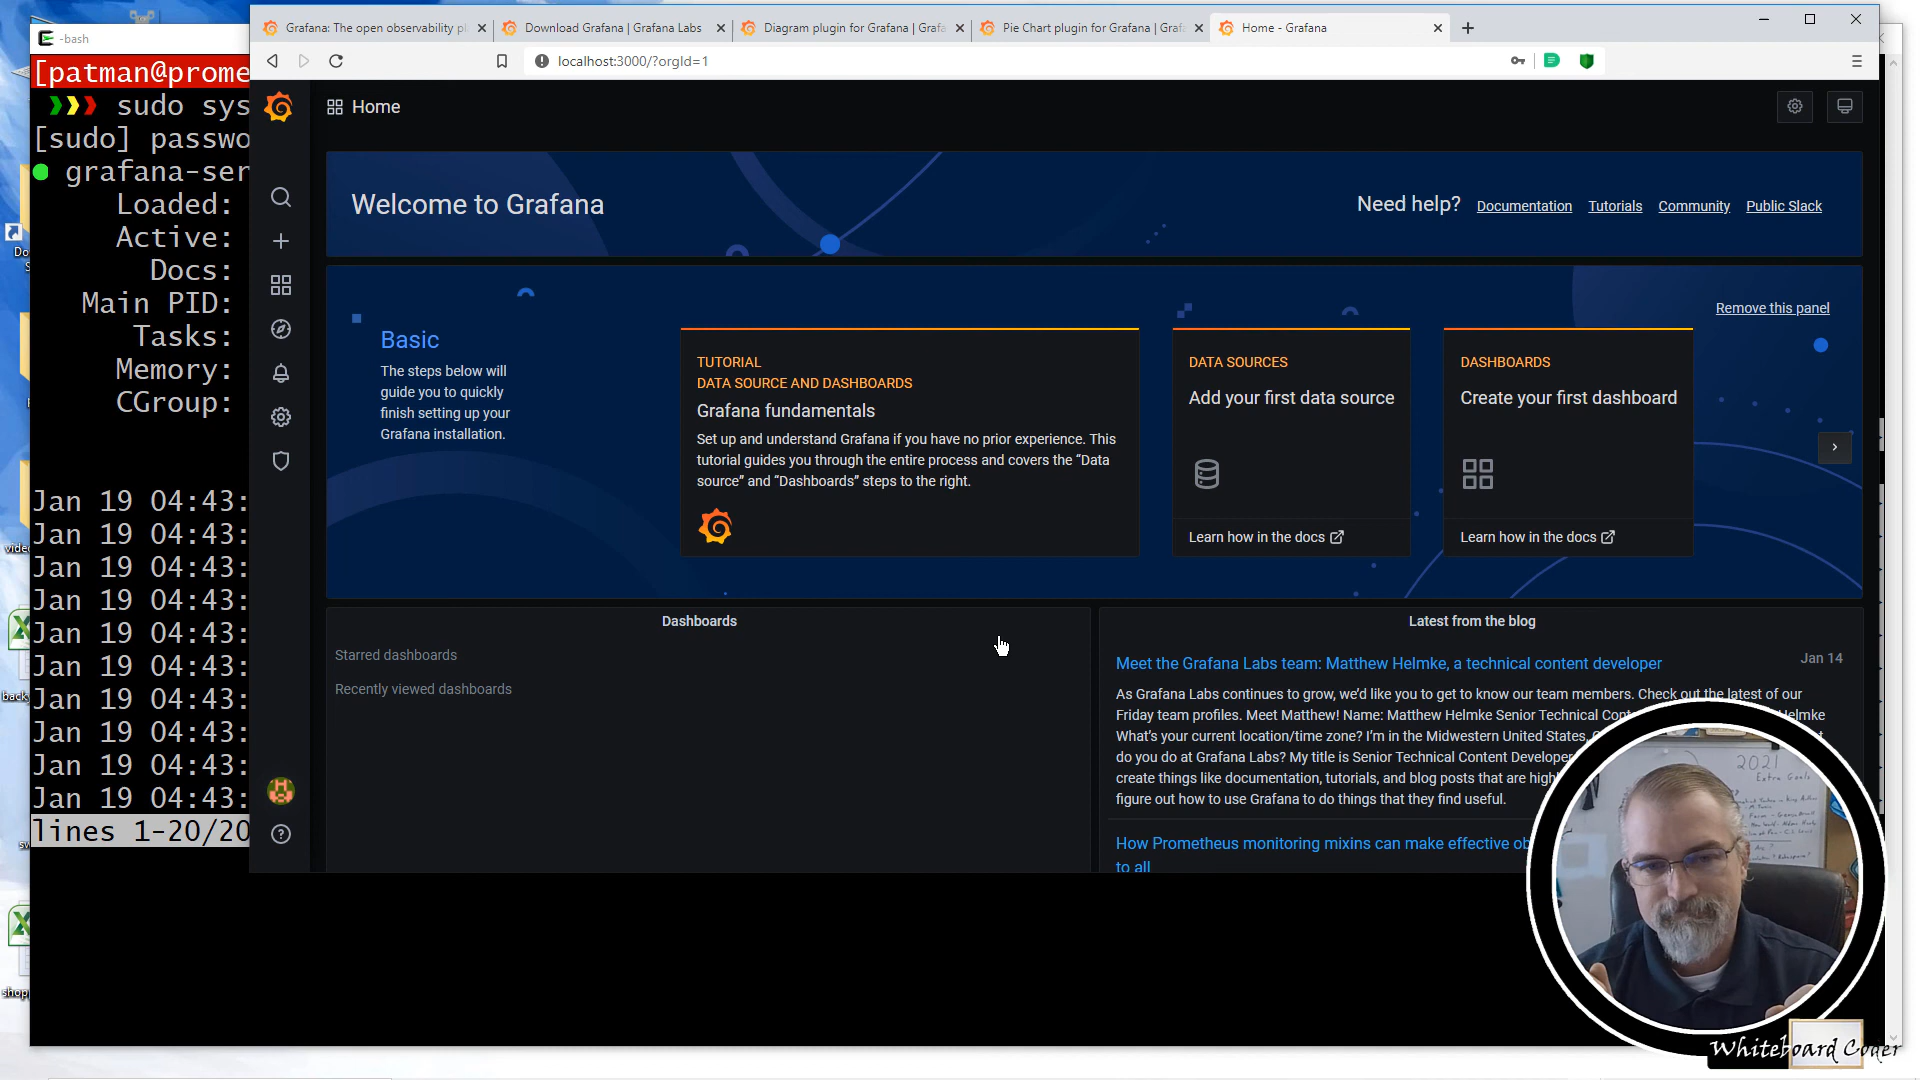 -bash
Grafana: The open observability pl
Download Grafana | Grafana Labs
Diagram plugin for Grafana | Grafa
Pie Chart plugin for Grafana | Graf
Home - Grafana
localhost:3000/?orgId=1
[patman@prome
sudo sys
[sudo] passwo
grafana-ser
Loaded:
Active:
Docs:
Main PID:
Tasks:
Memory:
CGroup:
Jan 19 04:43:
Jan 19 04:43:
Jan 19 04:43:
Jan 19 04:43:
Jan 19 04:43:
Jan 19 04:43:
Jan 19 04:43:
Jan 19 04:43:
Jan 19 04:43:
Jan 19 04:43:
lines 1-20/20
Home
Welcome to Grafana
Need help? Documentation Tutorials Community Public Slack
Remove this panel
Basic
The steps below will
guide you to quickly
finish setting up your
Grafana installation.
TUTORIAL
DATA SOURCE AND DASHBOARDS
Grafana fundamentals
Set up and understand Grafana if you have no prior experience. This
tutorial guides you through the entire process and covers the “Data
source” and “Dashboards” steps to the right.
DATA SOURCES
Add your first data source
Learn how in the docs
DASHBOARDS
Create your first dashboard
Learn how in the docs
Dashboards
Starred dashboards
Recently viewed dashboards
Latest from the blog
Meet the Grafana Labs team: Matthew Helmke, a technical content developer
Jan 14
As Grafana Labs continues to grow, we’d like you to get to know our team members. Check out the latest of our
Friday team profiles. Meet Matthew! Name: Matthew Helmke Senior Technical Cont Helmke
What’s your current location/time zone? I’m in the Midwestern United States,
do you do at Grafana Labs? My title is Senior Technical Content Developer
create things like documentation, tutorials, and blog posts that are high
figure out how to use Grafana to do things that they find useful.
How Prometheus monitoring mixins can make effective ob
to all
2021
Extra Goals
Whiteboard Coder